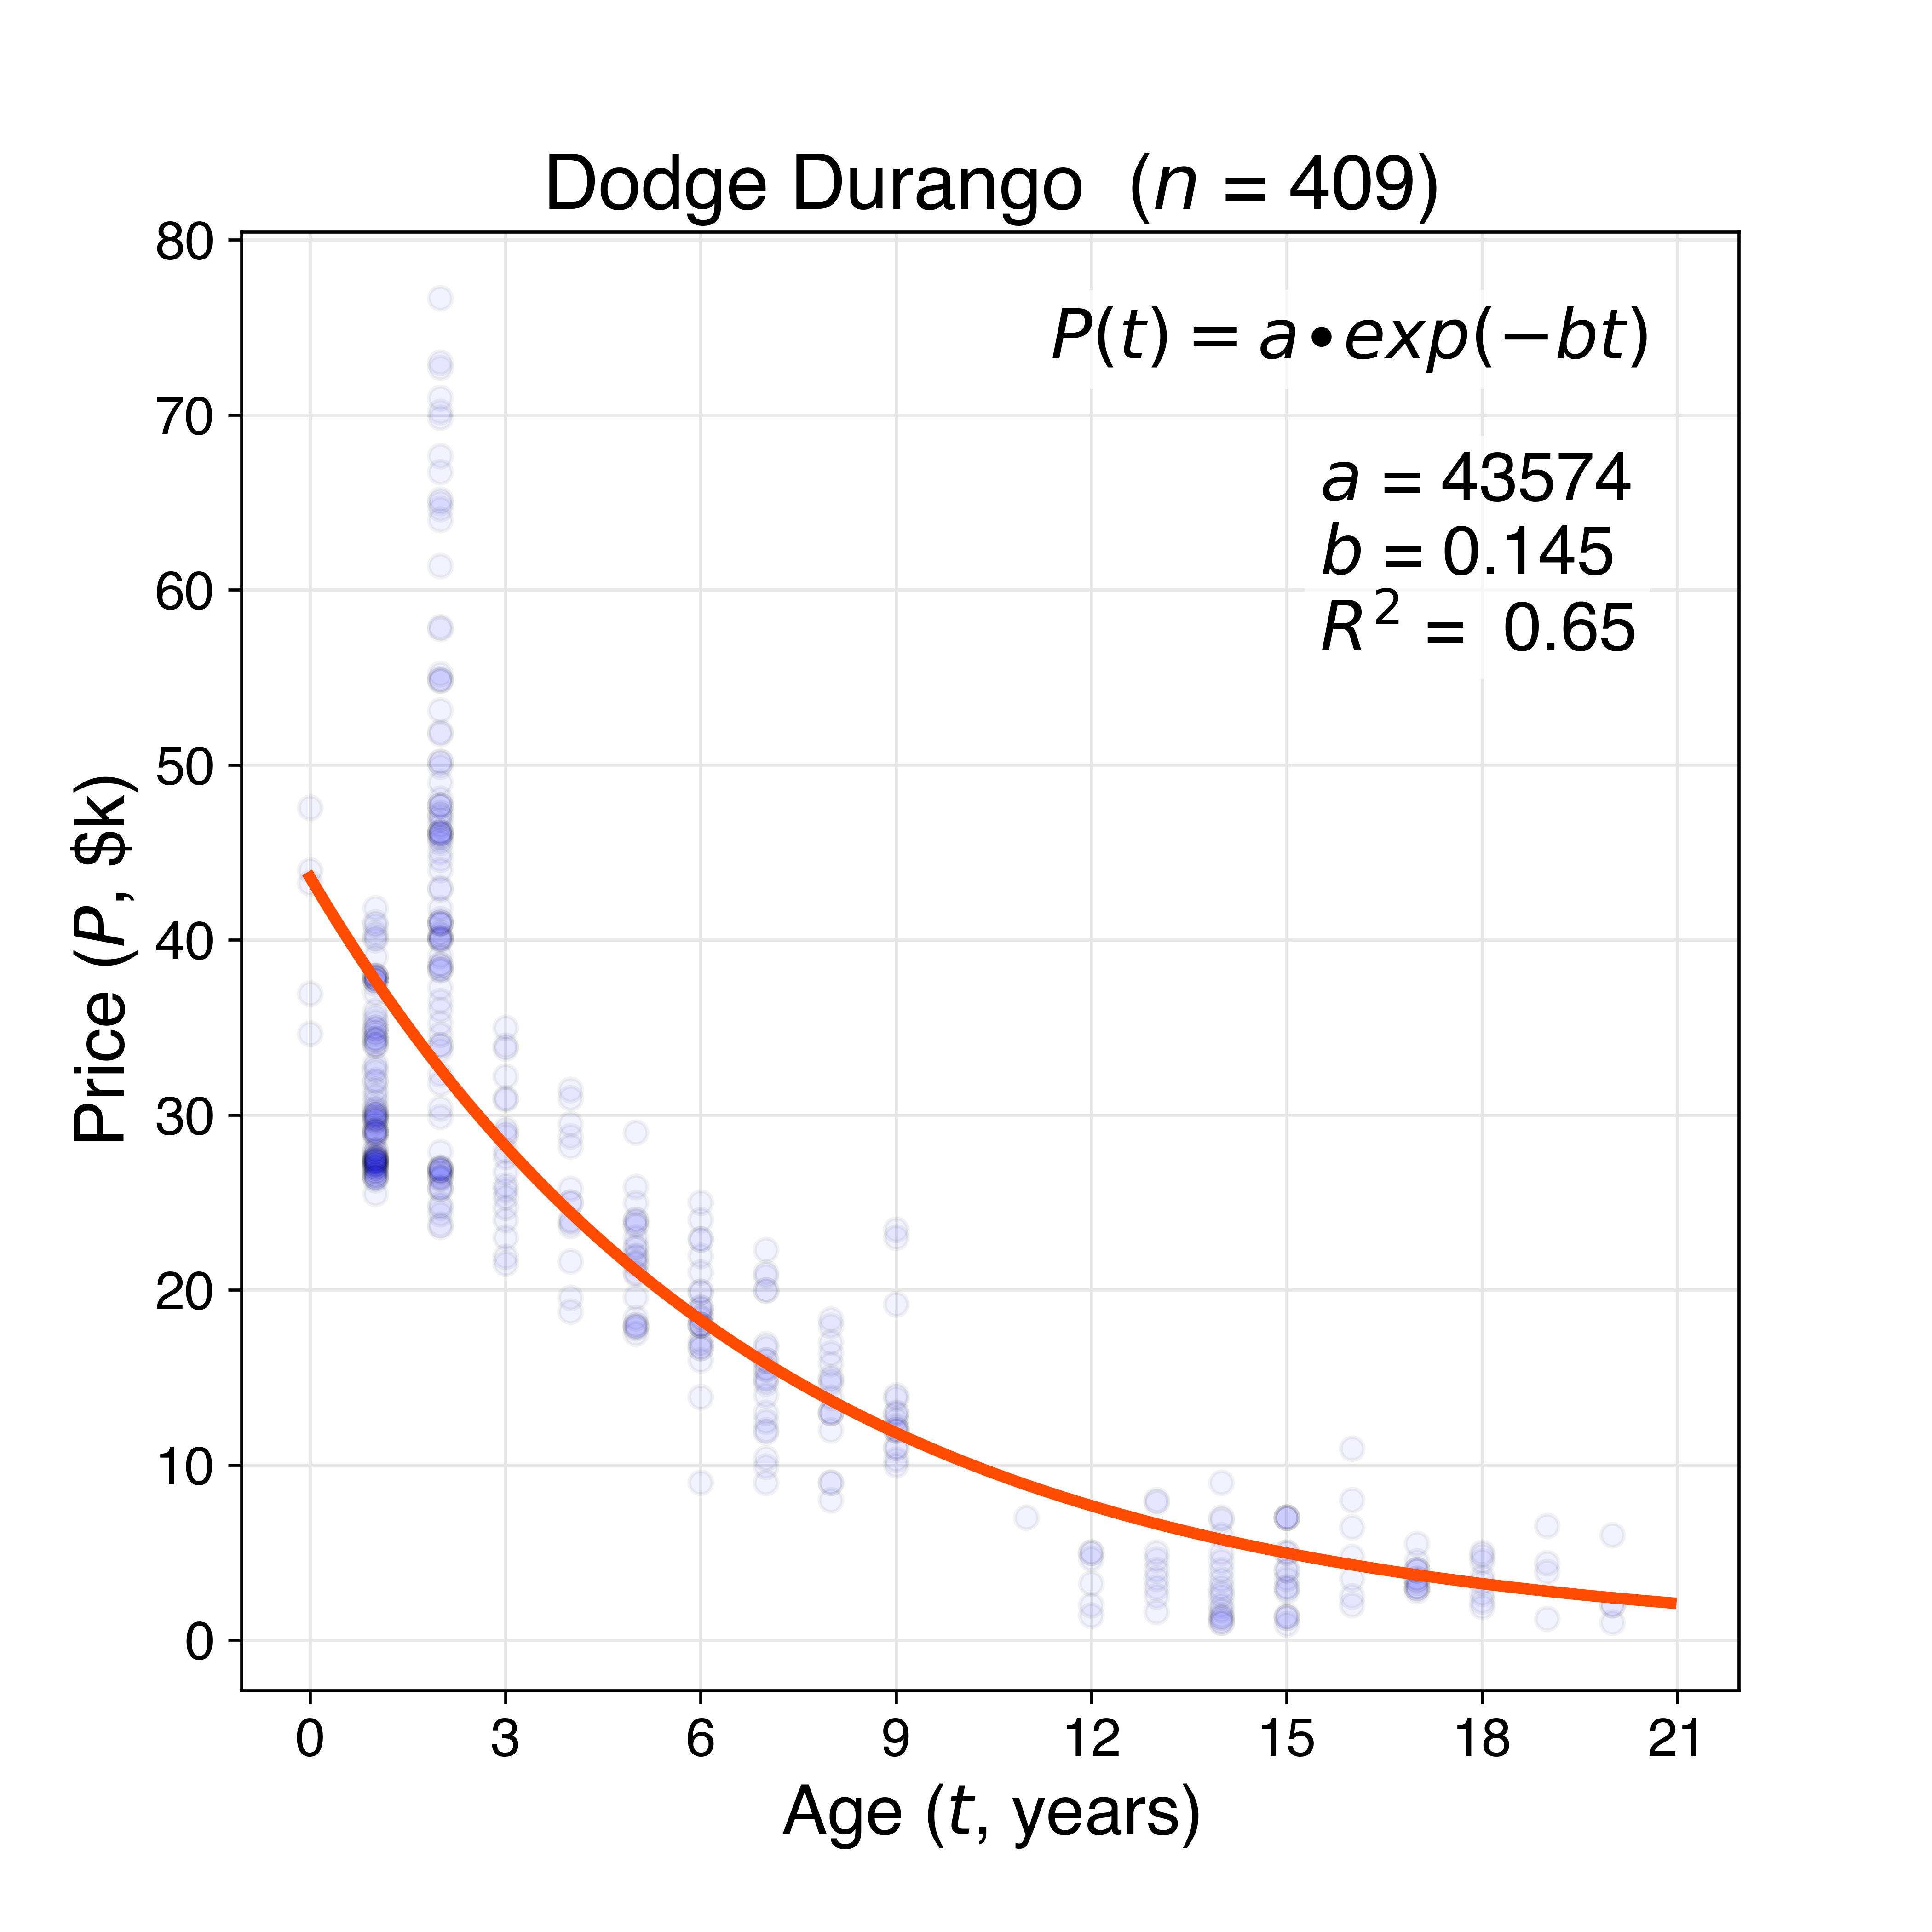 Dodge Durango (n = 409)
P(t) = a•exp(−bt)
a = 43574
b = 0.145
R² = 0.65
Price (P, $k)
80
70
60
50
40
30
20
10
0
0 3 6 9 12 15 18 21
Age (t, years)